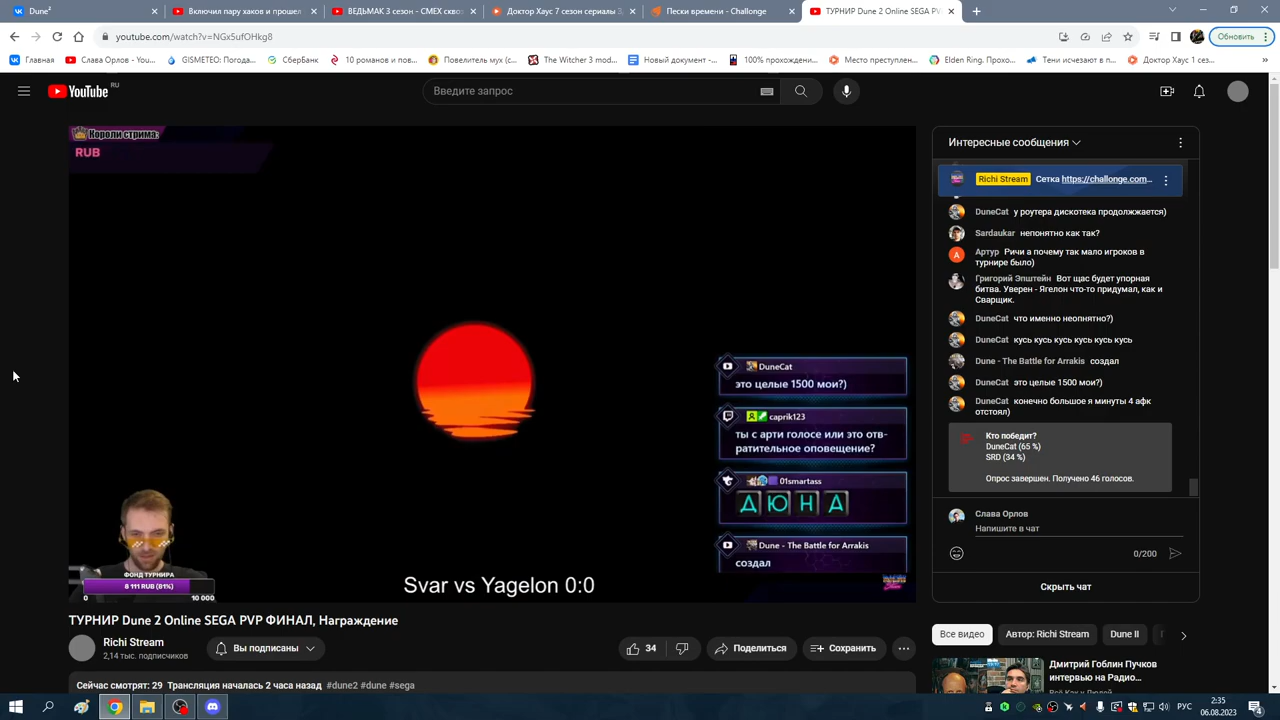 Dune²
Включил пару хаков и прошел
ВЕДЬМАК 3 сезон - СМЕХ скво
Доктор Хаус 7 сезон сериалы З
Пески времени - Challonge
ТУРНИР Dune 2 Online SEGA PV
youtube.com/watch?v=NGx5ufOHkg8
Обновить
Главная
Слава Орлов - You...
GISMETEO: Погода...
СберБанк
10 романов и пов...
Повелитель мух (с...
The Witcher 3 mod...
Новый документ -...
100% прохождени...
Место преступлен...
Elden Ring. Прохо...
Тени исчезают в п...
Доктор Хаус 1 сез...
YouTube RU
Введите запрос
Короли стрима:
RUB
DuneCat
это целые 1500 мои?)
caprik123
ты с арти голосе или это отв-
ратительное оповещение?
01smartass
ДЮНА
Dune - The Battle for Arrakis
создал
ФОНД ТУРНИРА
8 111 RUB (81%)
0 10 000
Svar vs Yagelon 0:0
Интересные сообщения
Richi Stream Сетка https://challonge.com...
DuneCat у роутера дискотека продолжжается)
Sardaukar непонятно как так?
Артур Ричи а почему так мало игроков в
турнире было)
Григорий Эпштейн Вот щас будет упорная
битва. Уверен - Ягелон что-то придумал, как и
Сварщик.
DuneCat что именно неопнятно?)
DuneCat кусь кусь кусь кусь кусь кусь
Dune - The Battle for Arrakis создал
DuneCat это целые 1500 мои?)
DuneCat конечно большое я минуты 4 афк
отстоял)
Кто победит?
DuneCat (65 %)
SRD (34 %)
Опрос завершен. Получено 46 голосов.
Слава Орлов
Напишите в чат
0/200
Скрыть чат
ТУРНИР Dune 2 Online SEGA PVP ФИНАЛ, Награждение
Richi Stream
2,14 тыс. подписчиков
Вы подписаны
34
Поделиться
Сохранить
Сейчас смотрят: 29 Трансляция началась 2 часа назад #dune2 #dune #sega
Все видео
Автор: Richi Stream
Dune II
Дмитрий Гоблин Пучков
интервью на Радио...
Всё Как у Людей
РУС
2:35
06.08.2023
4